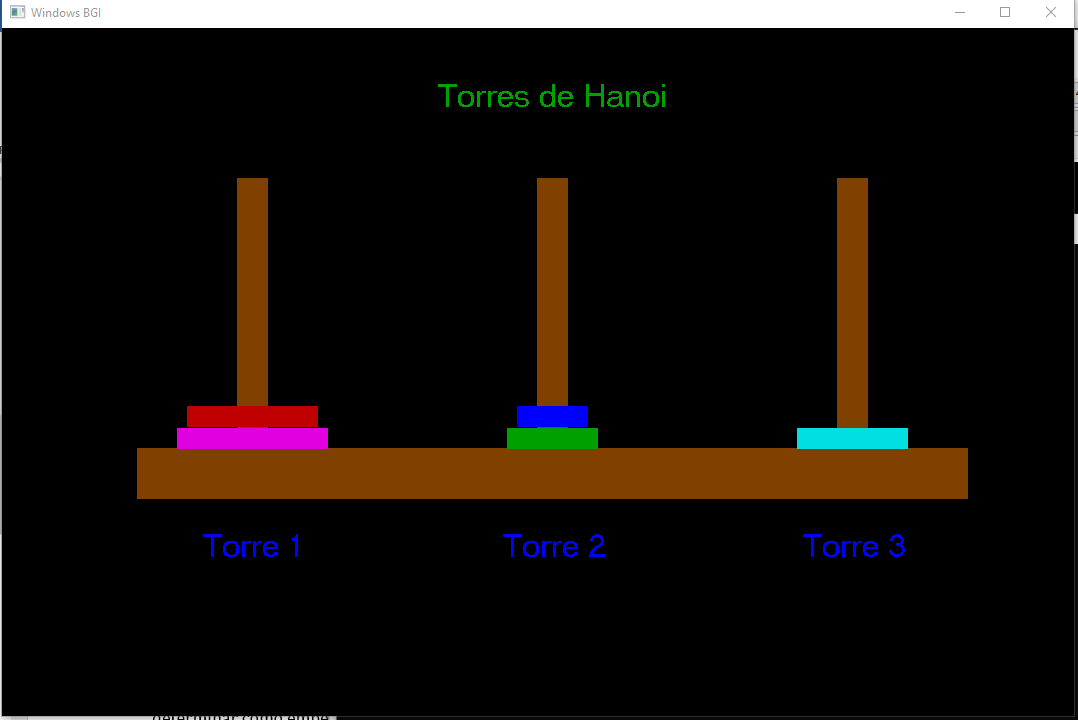 Windows BGI
Torres de Hanoi
Torre 1
Torre 2
Torre 3